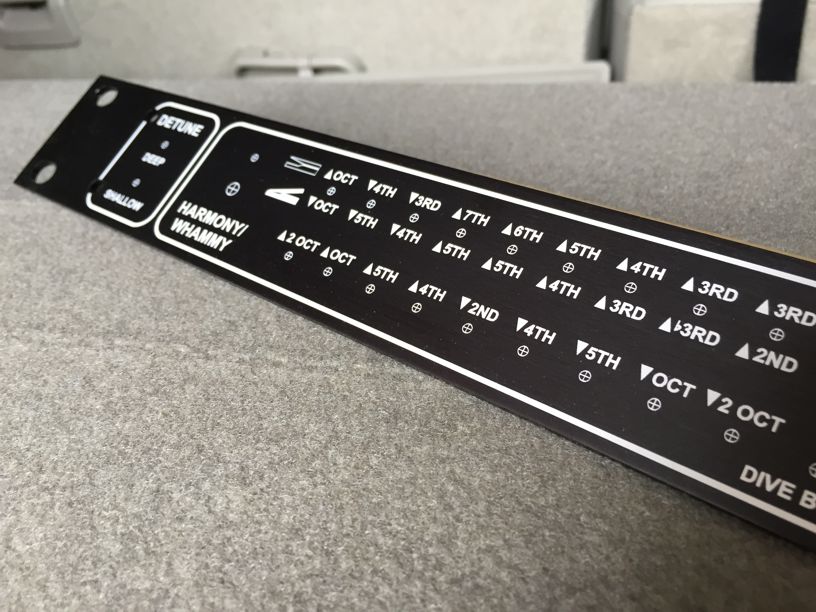 DETUNE
DEEP
SHALLOW
HARMONY/
WHAMMY
▲OCT ▼4TH ▼3RD ▲7TH ▲6TH ▲5TH ▲4TH ▲3RD ▲3RD
▼OCT ▼5TH ▼4TH ▲5TH ▲5TH ▲4TH ▲3RD ▲♭3RD ▲2ND
▲2 OCT ▲OCT ▲5TH ▲4TH ▼2ND ▼4TH ▼5TH ▼OCT ▼2 OCT
DIVE B